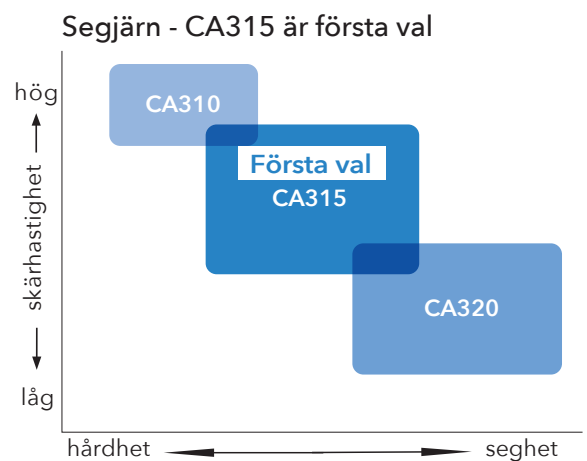 Segjärn - CA315 är första val
hög
CA310
Första val
CA315
skärhastighet
CA320
låg
hårdhet
seghet